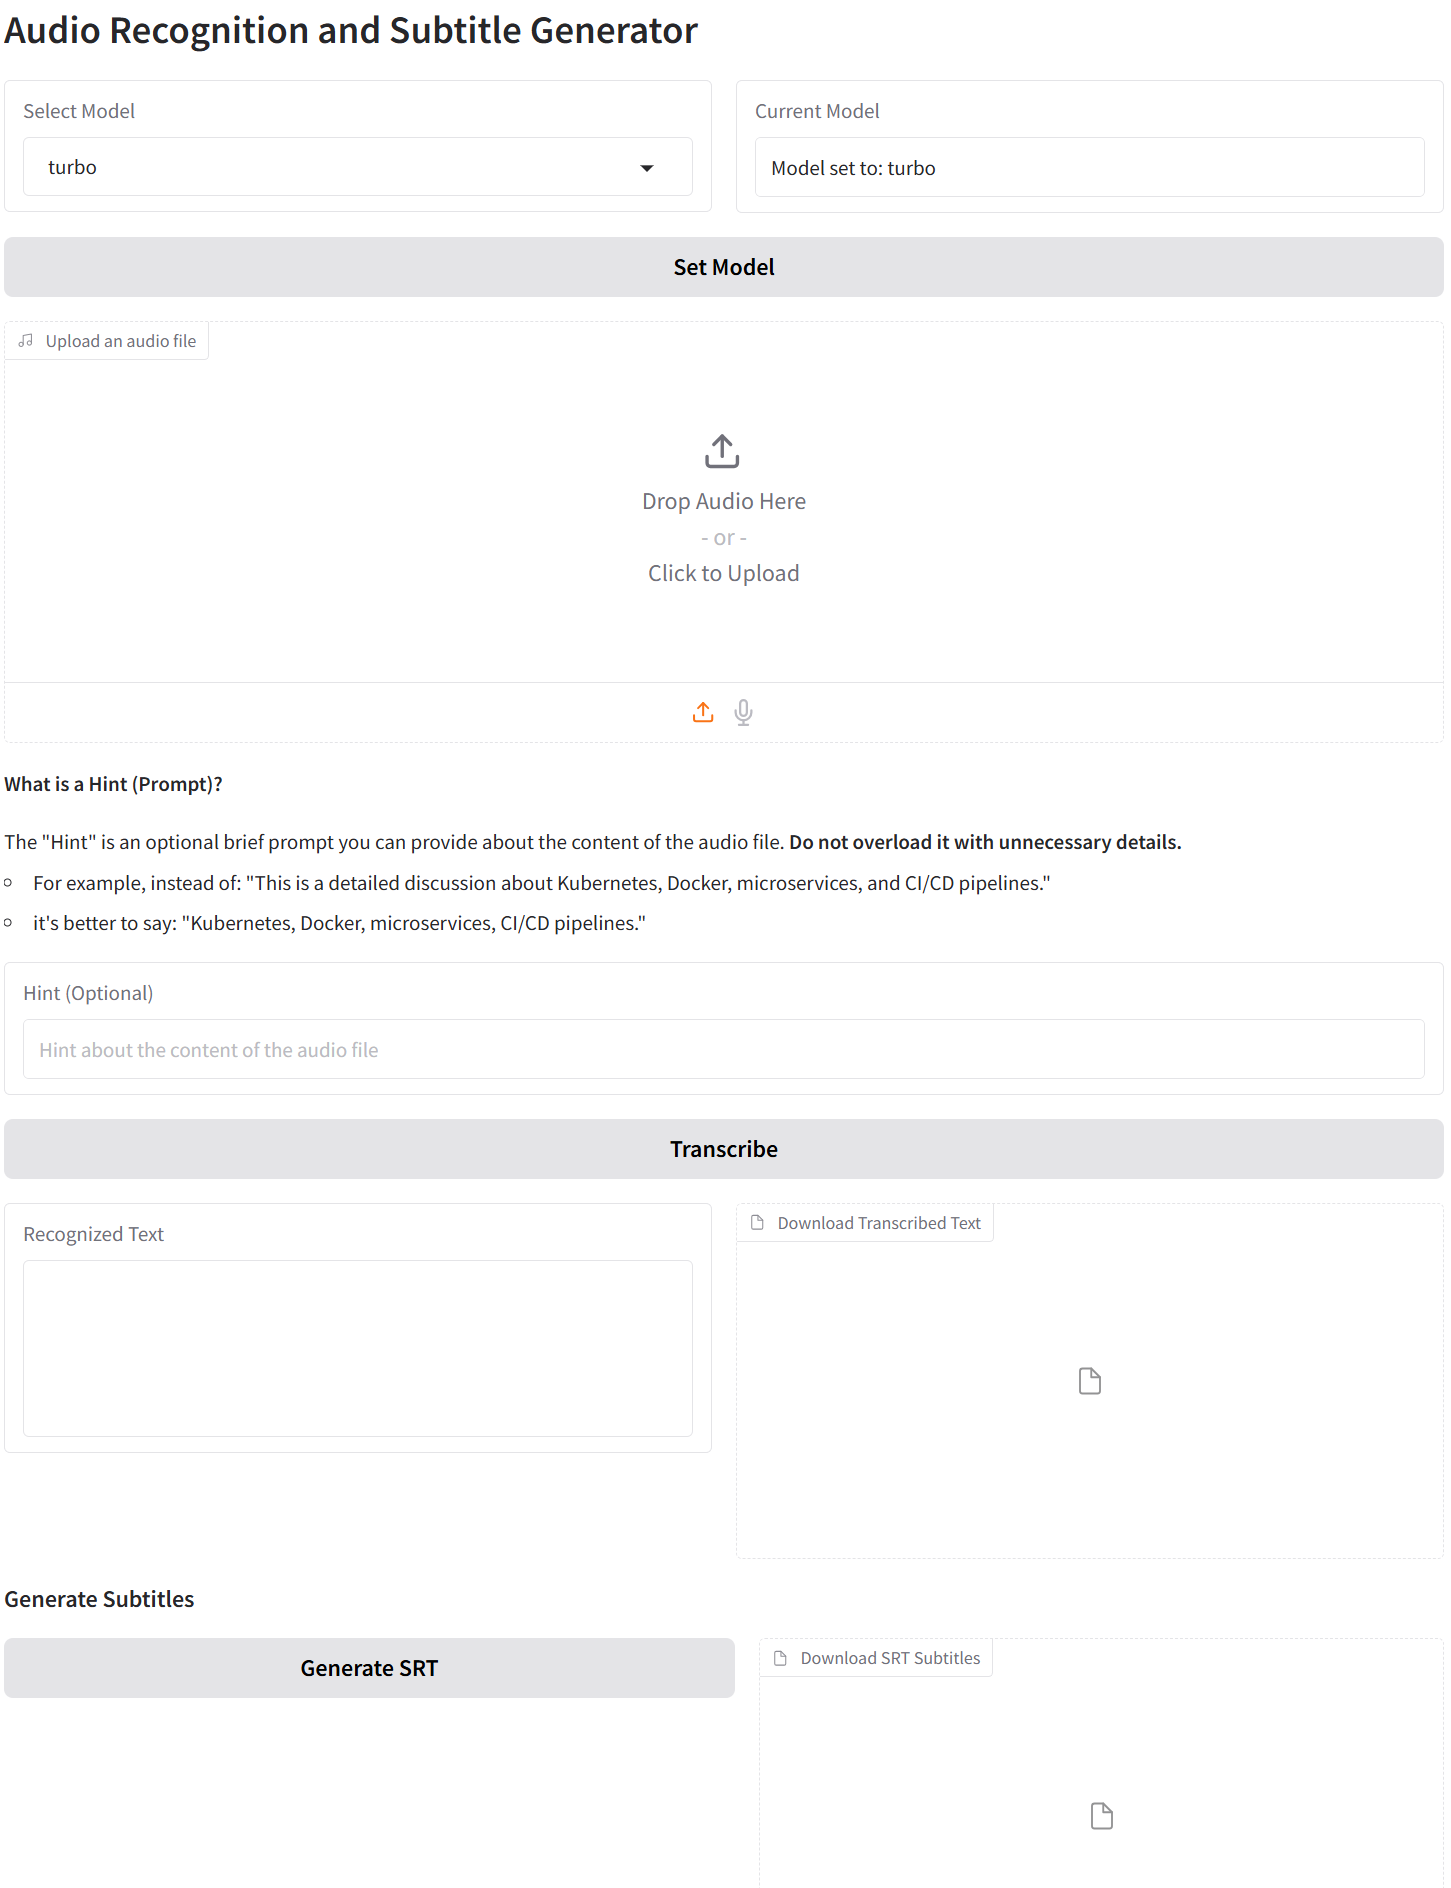 Audio Recognition and Subtitle Generator
Select Model
turbo
Current Model
Model set to: turbo
Set Model
Upload an audio file
Drop Audio Here
- or -
Click to Upload
What is a Hint (Prompt)?
The "Hint" is an optional brief prompt you can provide about the content of the audio file. Do not overload it with unnecessary details.
For example, instead of: "This is a detailed discussion about Kubernetes, Docker, microservices, and CI/CD pipelines."
it's better to say: "Kubernetes, Docker, microservices, CI/CD pipelines."
Hint (Optional)
Hint about the content of the audio file
Transcribe
Recognized Text
Download Transcribed Text
Generate Subtitles
Generate SRT
Download SRT Subtitles